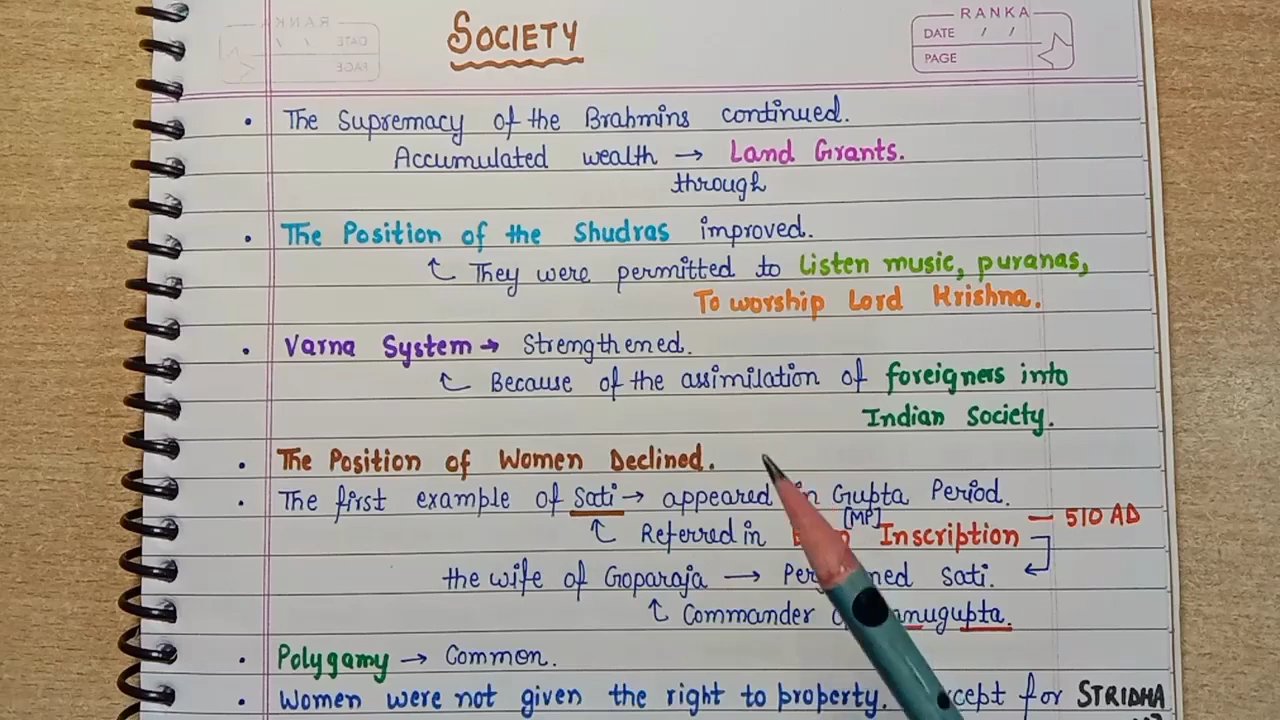 SOCIETY
RANKA
DATE / /
PAGE
• The Supremacy of the Brahmins continued.
Accumulated wealth → Land Grants.
through
• The Position of the Shudras improved.
They were permitted to Listen music, puranas,
To worship Lord Krishna.
• Varna System → Strengthened.
Because of the assimilation of foreigners into
Indian Society.
• The Position of Women Declined.
• The first example of Sati → appeared in Gupta Period.
[MP]
Referred in Inscription — 510 AD
the wife of Goparaja → Sati.
Commander
• Polygamy → Common.
• Women were not given the right to property. for STRIDHA